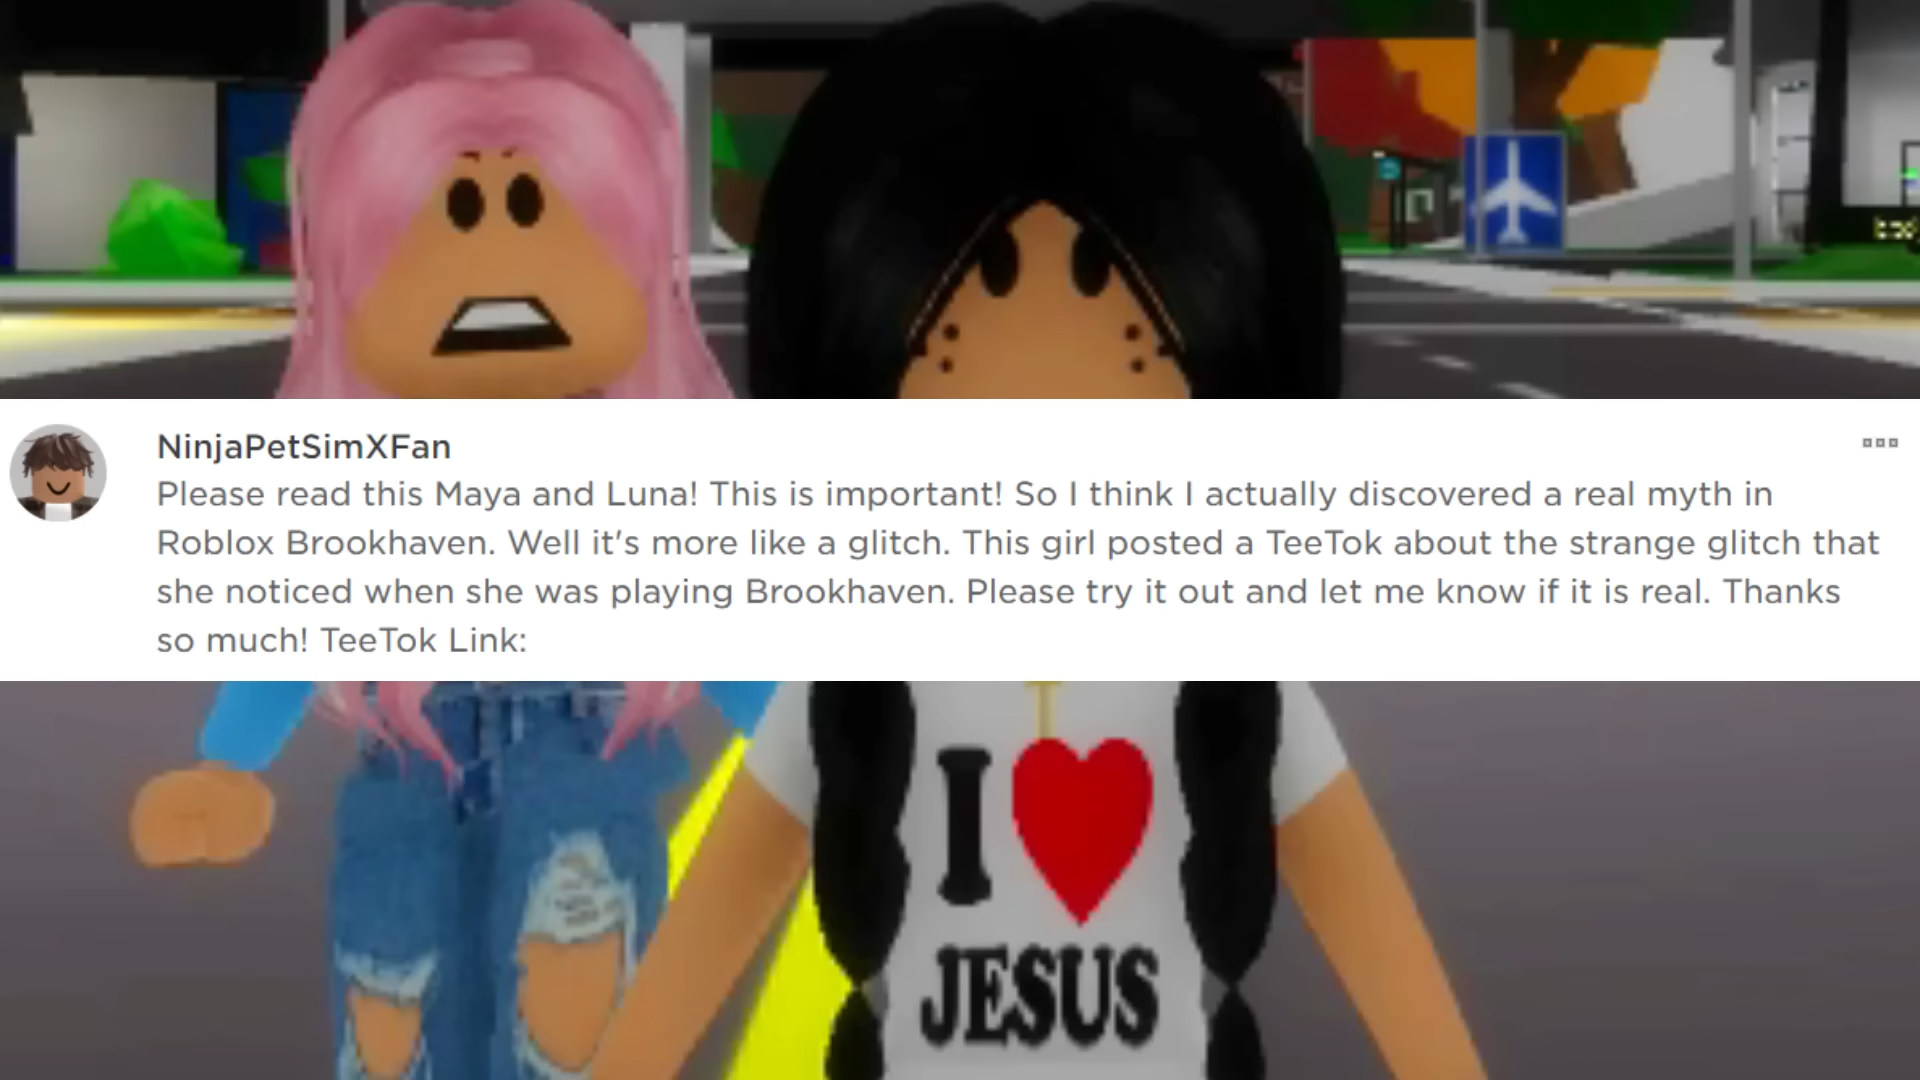 NinjaPetSimXFan
Please read this Maya and Luna! This is important! So I think I actually discovered a real myth in
Roblox Brookhaven. Well it's more like a glitch. This girl posted a TeeTok about the strange glitch that
she noticed when she was playing Brookhaven. Please try it out and let me know if it is real. Thanks
so much! TeeTok Link:
I
JESUS